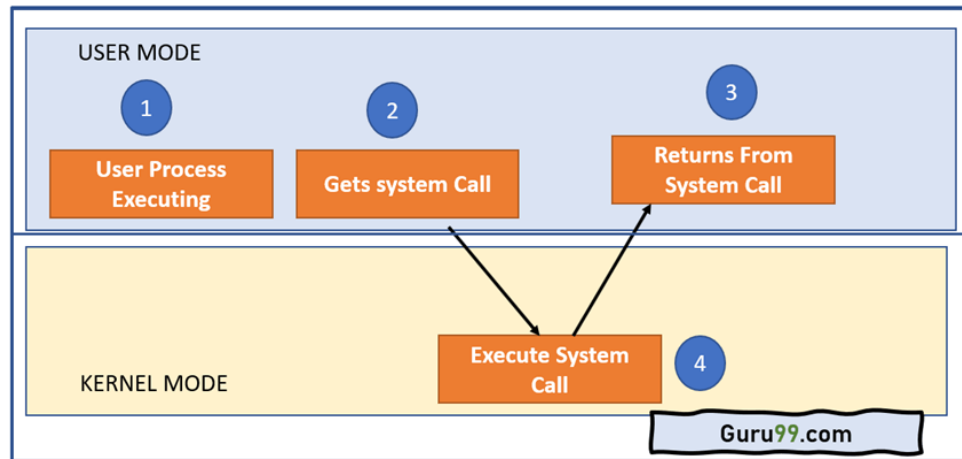 USER MODE
1
2
3
User Process
Executing
Gets system Call
Returns From
System Call
Execute System
Call
4
KERNEL MODE
Guru99.com